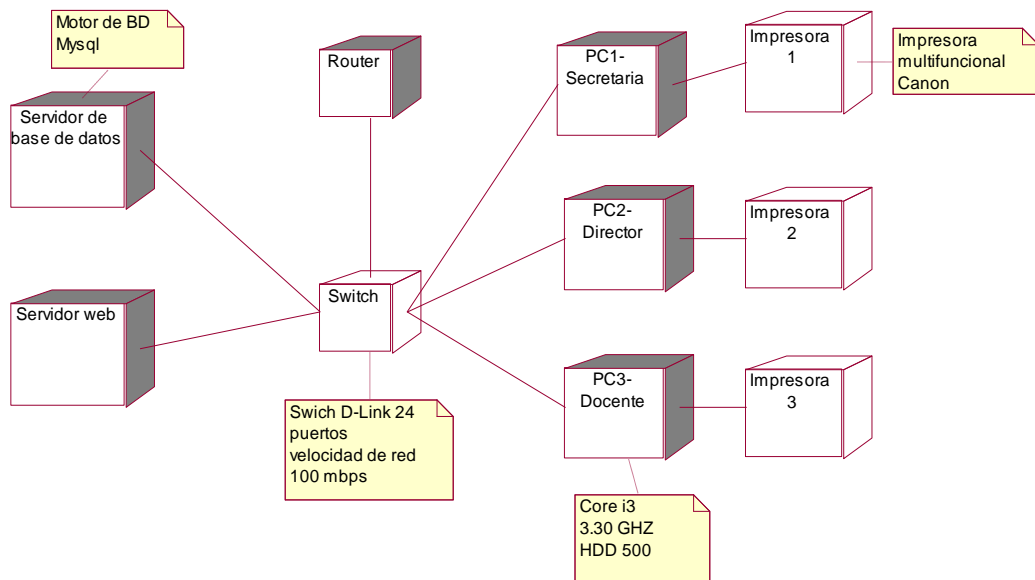 Motor de BD
Mysql
Servidor de
base de datos
Router
PC1-
Secretaria
Impresora
1
Impresora
multifuncional
Canon
PC2-
Director
Impresora
2
Servidor web
Switch
PC3-
Docente
Impresora
3
Swich D-Link 24
puertos
velocidad de red
100 mbps
Core i3
3.30 GHZ
HDD 500